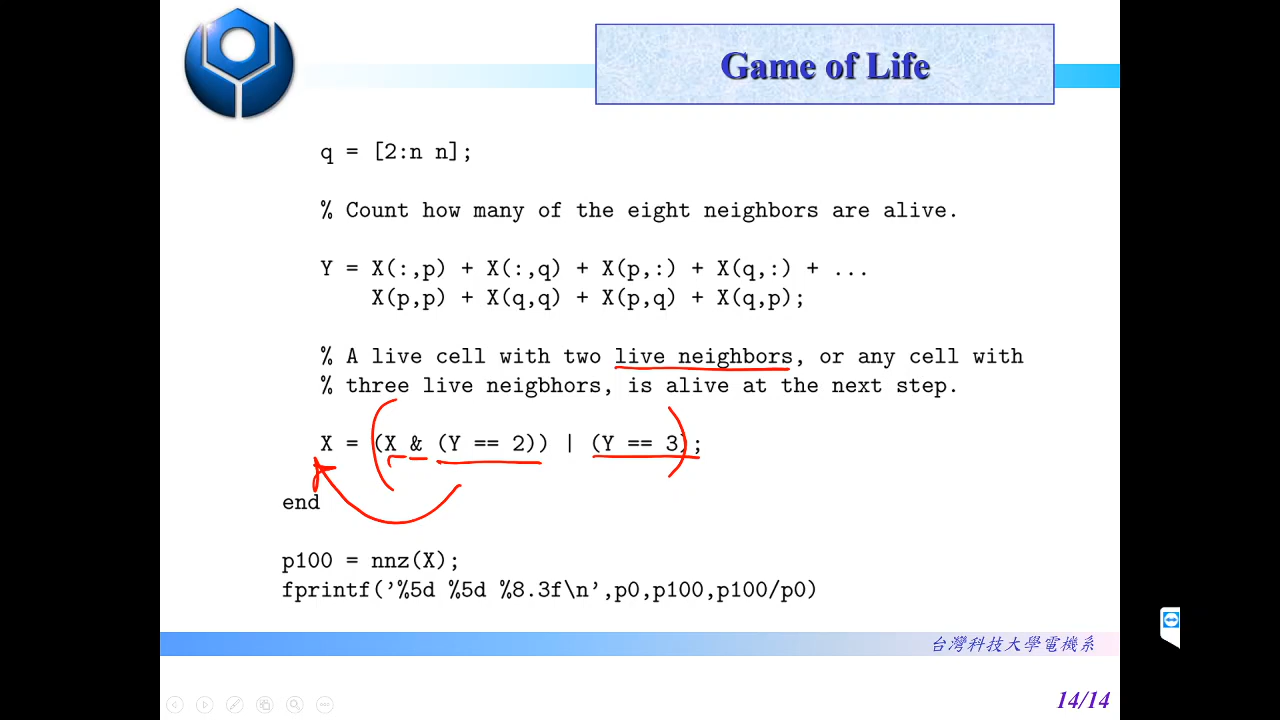 Game of Life
q = [2:n n];
% Count how many of the eight neighbors are alive.
Y = X(:,p) + X(:,q) + X(p,:) + X(q,:) + ...
X(p,p) + X(q,q) + X(p,q) + X(q,p);
% A live cell with two live neighbors, or any cell with
% three live neigbhors, is alive at the next step.
X = (X & (Y == 2)) | (Y == 3);
end
p100 = nnz(X);
fprintf('%5d %5d %8.3f\n',p0,p100,p100/p0)
台灣科技大學電機系
14/14